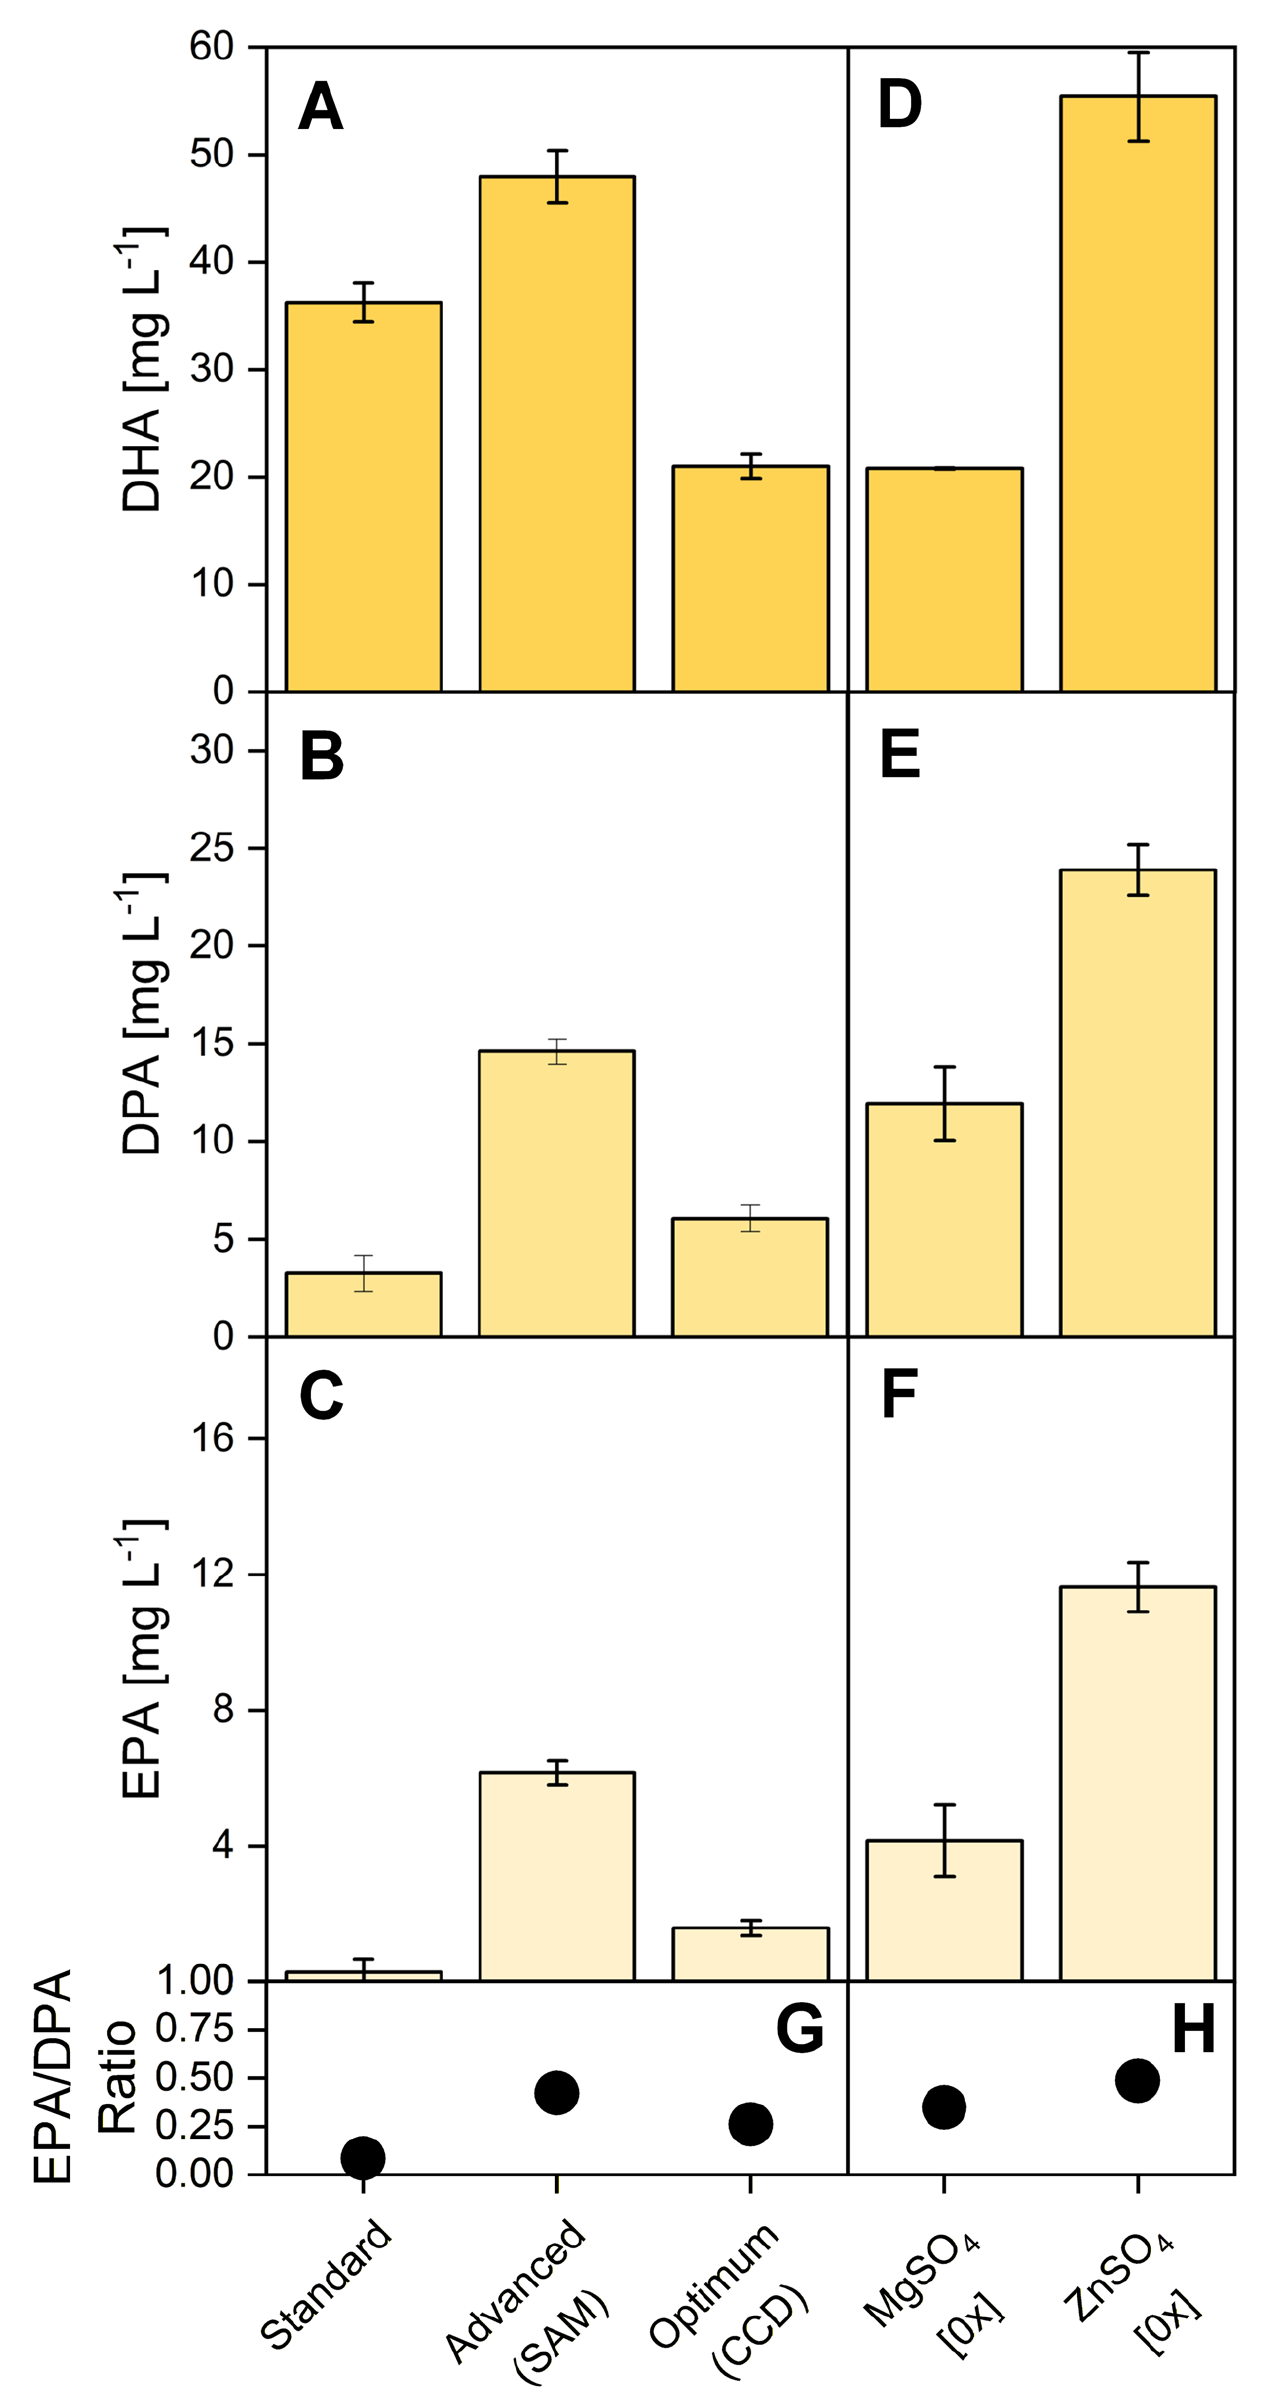 A
D
60
50
40
30
20
10
0
DHA [mg L⁻¹]
B
E
30
25
20
15
10
5
0
DPA [mg L⁻¹]
C
F
16
12
8
4
EPA [mg L⁻¹]
G
H
1.00
0.75
0.50
0.25
0.00
EPA/DPA
Ratio
Standard
Advanced
(SAM)
Optimum
(CCD)
MgSO₄
[0x]
ZnSO₄
[0x]